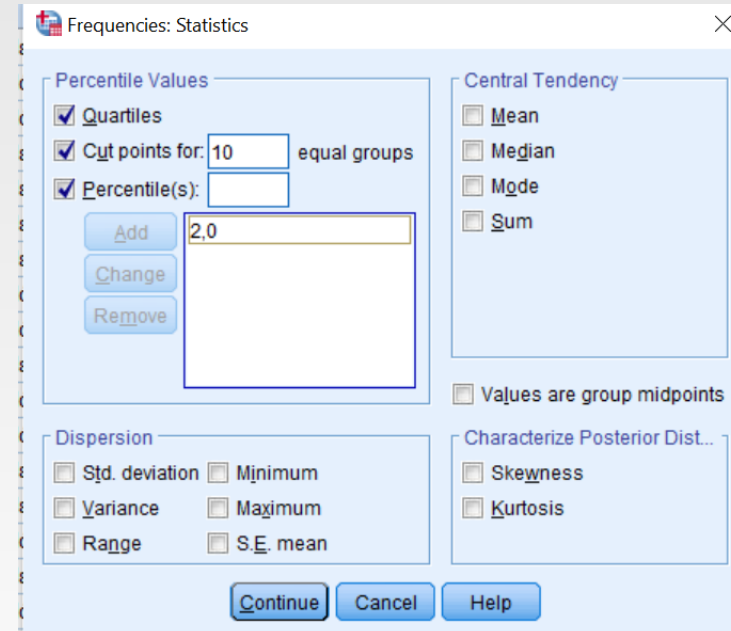 Frequencies: Statistics
Percentile Values
Quartiles
Cut points for: 10 equal groups
Percentile(s):
Add
Change
Remove
2,0
Central Tendency
Mean
Median
Mode
Sum
Values are group midpoints
Dispersion
Std. deviation Minimum
Variance Maximum
Range S.E. mean
Characterize Posterior Dist...
Skewness
Kurtosis
Continue Cancel Help